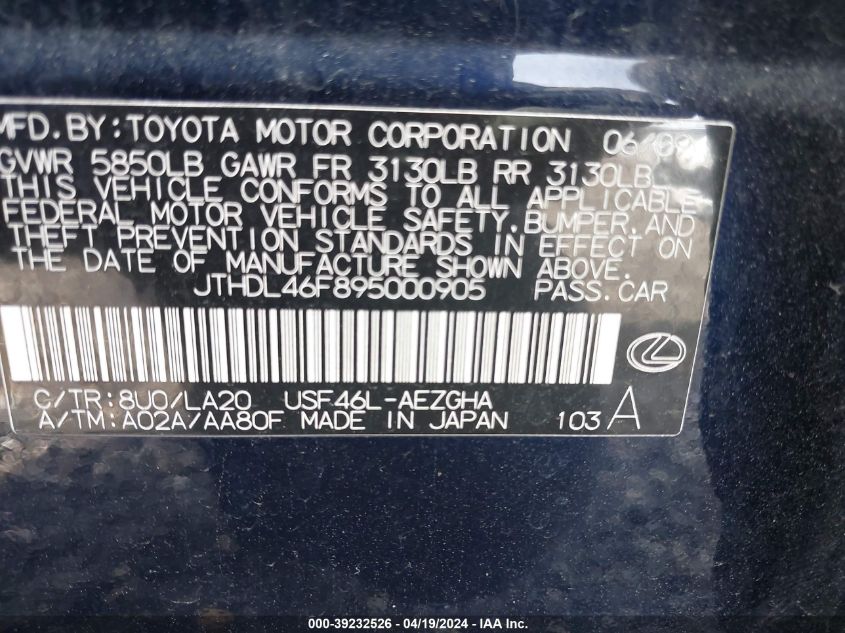 MFD.BY:TOYOTA MOTOR CORPORATION 06/09
GVWR 5850LB GAWR FR 3130LB RR 3130LB
THIS VEHICLE CONFORMS TO ALL APPLICABLE
FEDERAL MOTOR VEHICLE SAFETY,BUMPER,AND
THEFT PREVENTION STANDARDS IN EFFECT ON
THE DATE OF MANUFACTURE SHOWN ABOVE.
JTHDL46F895000905 PASS.CAR
C/TR:8U0/LA20 USF46L-AEZGHA
A/TM:A02A/AA80F MADE IN JAPAN 103 A
000-39232526 / 04/19/2024 - IAA Inc.